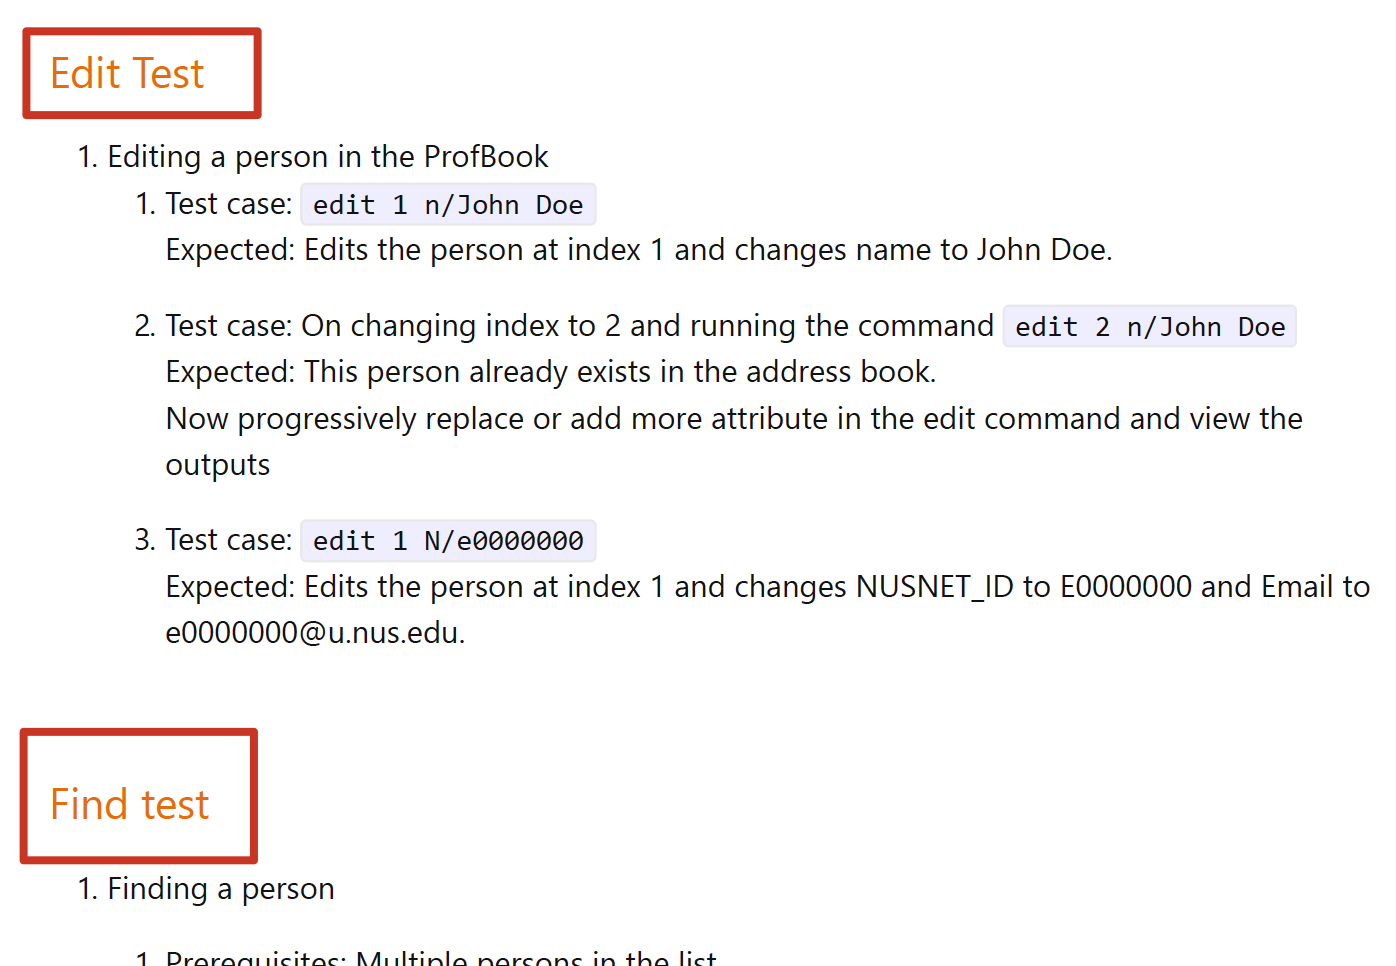 Edit Test
1. Editing a person in the ProfBook
1. Test case: edit 1 n/John Doe
Expected: Edits the person at index 1 and changes name to John Doe.
2. Test case: On changing index to 2 and running the command edit 2 n/John Doe
Expected: This person already exists in the address book.
Now progressively replace or add more attribute in the edit command and view the
outputs
3. Test case: edit 1 N/e0000000
Expected: Edits the person at index 1 and changes NUSNET_ID to E0000000 and Email to
e0000000@u.nus.edu.
Find test
1. Finding a person
1. Prerequisites: Multiple persons in the list